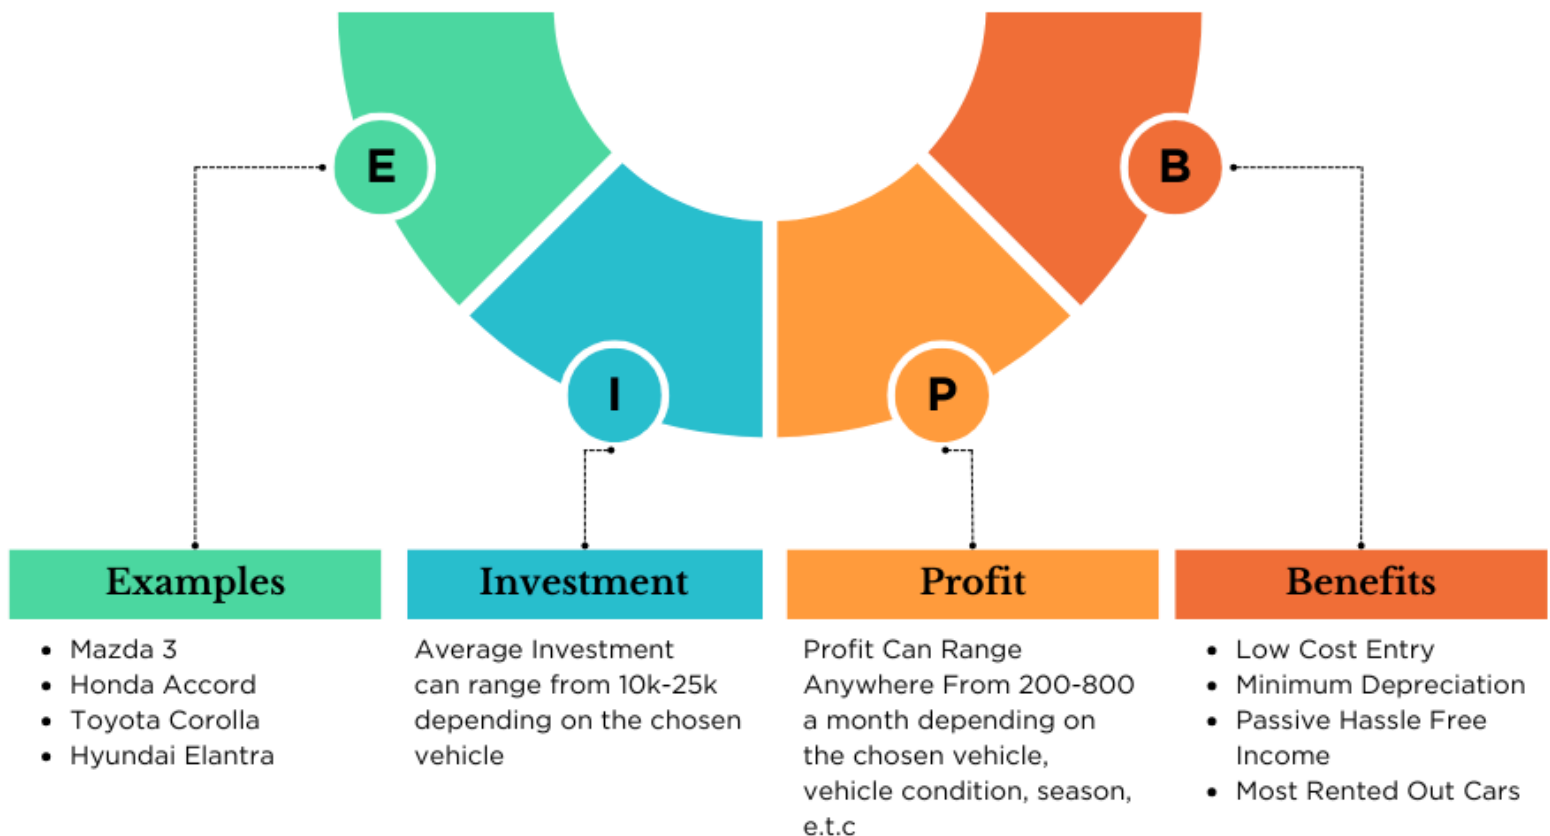 E
B
I
P
Examples
• Mazda 3
• Honda Accord
• Toyota Corolla
• Hyundai Elantra
Investment
Average Investment
can range from 10k-25k
depending on the chosen
vehicle
Profit
Profit Can Range
Anywhere From 200-800
a month depending on
the chosen vehicle,
vehicle condition, season,
e.t.c
Benefits
• Low Cost Entry
• Minimum Depreciation
• Passive Hassle Free
Income
• Most Rented Out Cars